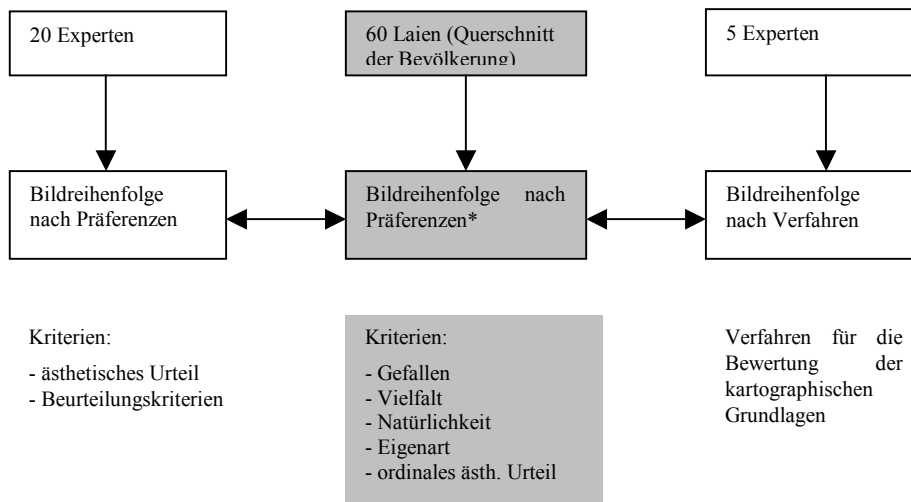 20 Experten
60 Laien (Querschnitt
der Bevölkerung)
5 Experten
Bildreihenfolge
nach Präferenzen
Bildreihenfolge nach
Präferenzen*
Bildreihenfolge
nach Verfahren
Kriterien:
- ästhetisches Urteil
- Beurteilungskriterien
Kriterien:
- Gefallen
- Vielfalt
- Natürlichkeit
- Eigenart
- ordinales ästh. Urteil
Verfahren für die
Bewertung der
kartographischen
Grundlagen